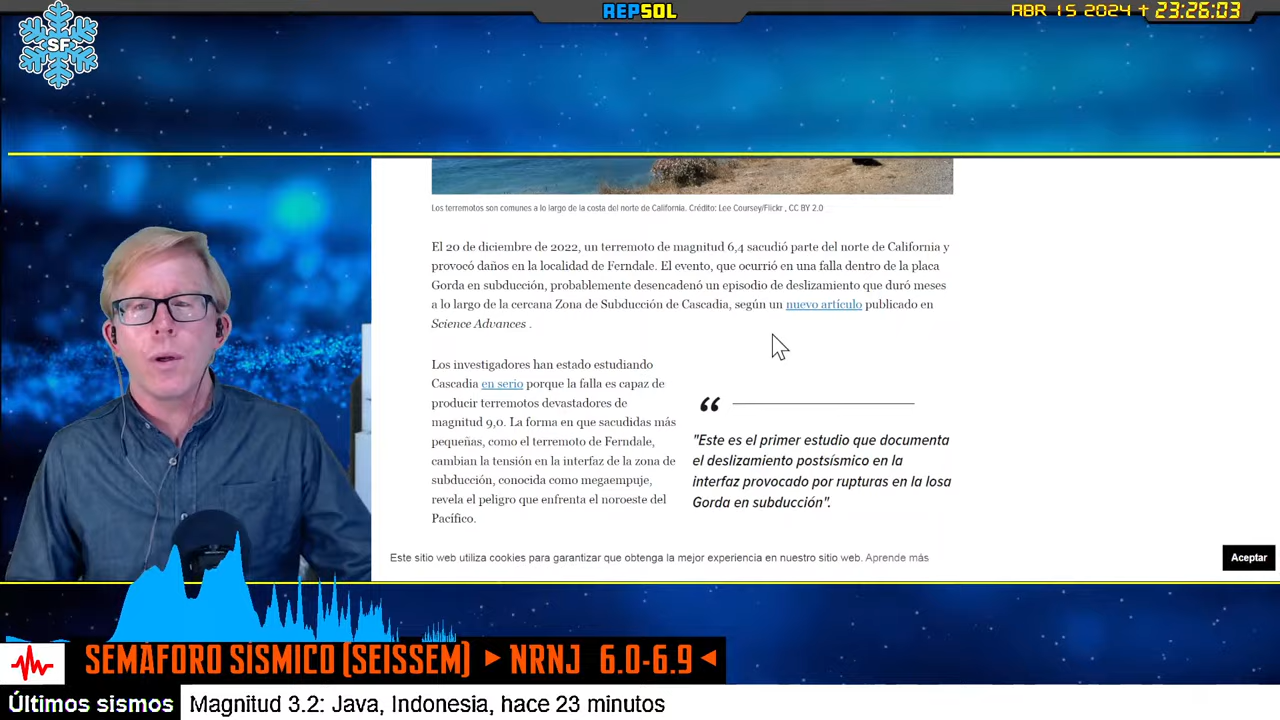 SF
REPSOL
ABR 15 2024 † 23:26:03
Los terremotos son comunes a lo largo de la costa del norte de California. Crédito: Lee Coursey/Flickr , CC BY 2.0
El 20 de diciembre de 2022, un terremoto de magnitud 6,4 sacudió parte del norte de California y
provocó daños en la localidad de Ferndale. El evento, que ocurrió en una falla dentro de la placa
Gorda en subducción, probablemente desencadenó un episodio de deslizamiento que duró meses
a lo largo de la cercana Zona de Subducción de Cascadia, según un nuevo artículo publicado en
Science Advances .
Los investigadores han estado estudiando
Cascadia en serio porque la falla es capaz de
producir terremotos devastadores de
magnitud 9,0. La forma en que sacudidas más
pequeñas, como el terremoto de Ferndale,
cambian la tensión en la interfaz de la zona de
subducción, conocida como megaempuje,
revela el peligro que enfrenta el noroeste del
Pacífico.
“
"Este es el primer estudio que documenta
el deslizamiento postsísmico en la
interfaz provocado por rupturas en la losa
Gorda en subducción".
Este sitio web utiliza cookies para garantizar que obtenga la mejor experiencia en nuestro sitio web. Aprende más
Aceptar
SEMÁFORO SÍSMICO (SEISSEM) ► NRNJ 6.0-6.9 ◄
Últimos sismos Magnitud 3.2: Java, Indonesia, hace 23 minutos